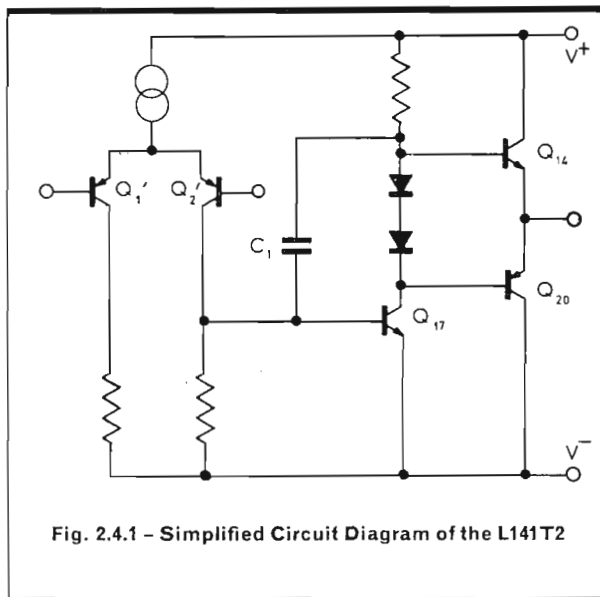 V+
Q1'
Q2'
Q14
C1
Q20
Q17
V−
Fig. 2.4.1 – Simplified Circuit Diagram of the L141T2